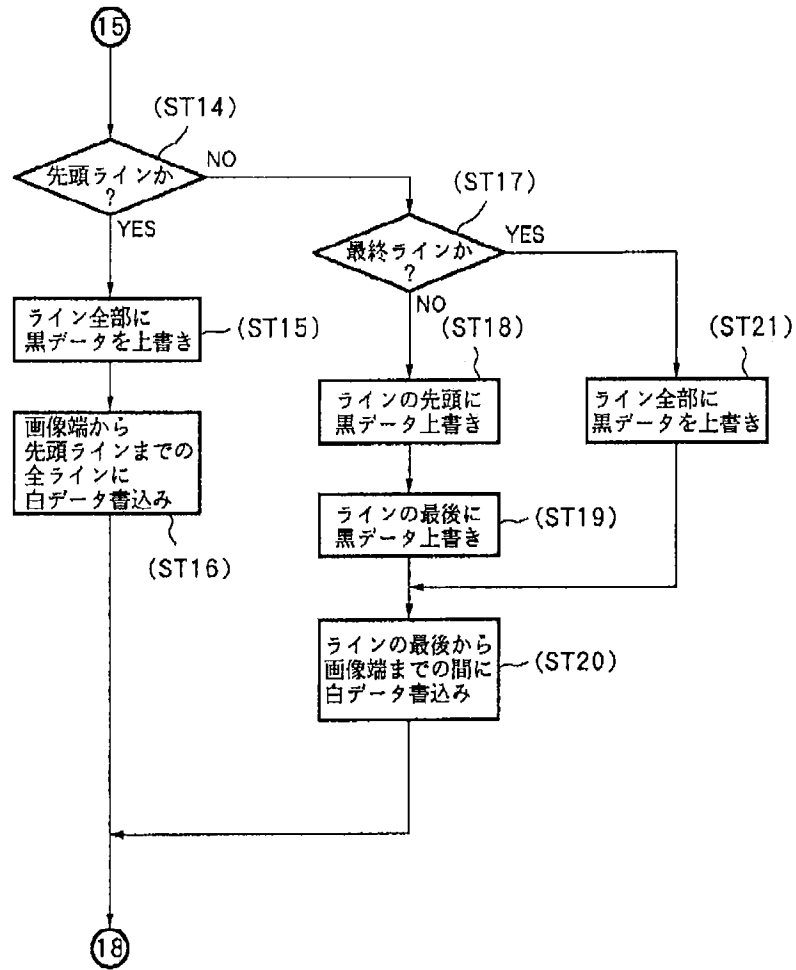 15
(ST14)
先頭ラインか
?
NO
YES
(ST17)
最終ラインか
?
YES
NO
ライン全部に
黒データを上書き
(ST15)
(ST18)
(ST21)
ラインの先頭に
黒データ上書き
ライン全部に
黒データを上書き
画像端から
先頭ラインまでの
全ラインに
白データ書込み
(ST16)
ラインの最後に
黒データ上書き
(ST19)
ラインの最後から
画像端までの間に
白データ書込み
(ST20)
18